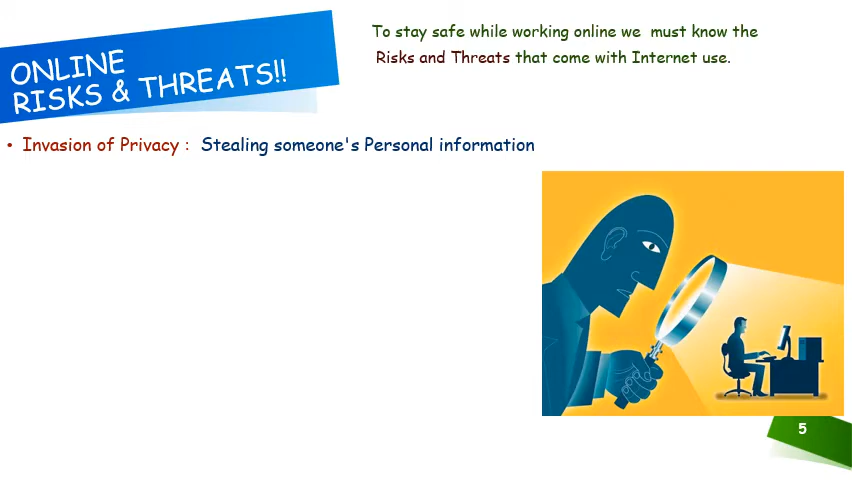 ONLINE
RISKS & THREATS!!
To stay safe while working online we must know the
Risks and Threats that come with Internet use.
• Invasion of Privacy : Stealing someone's Personal information
5